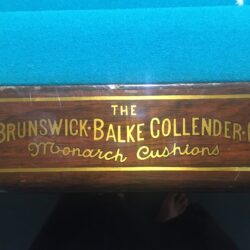 THE
BRUNSWICK·BALKE COLLENDER·C
Monarch Cushions